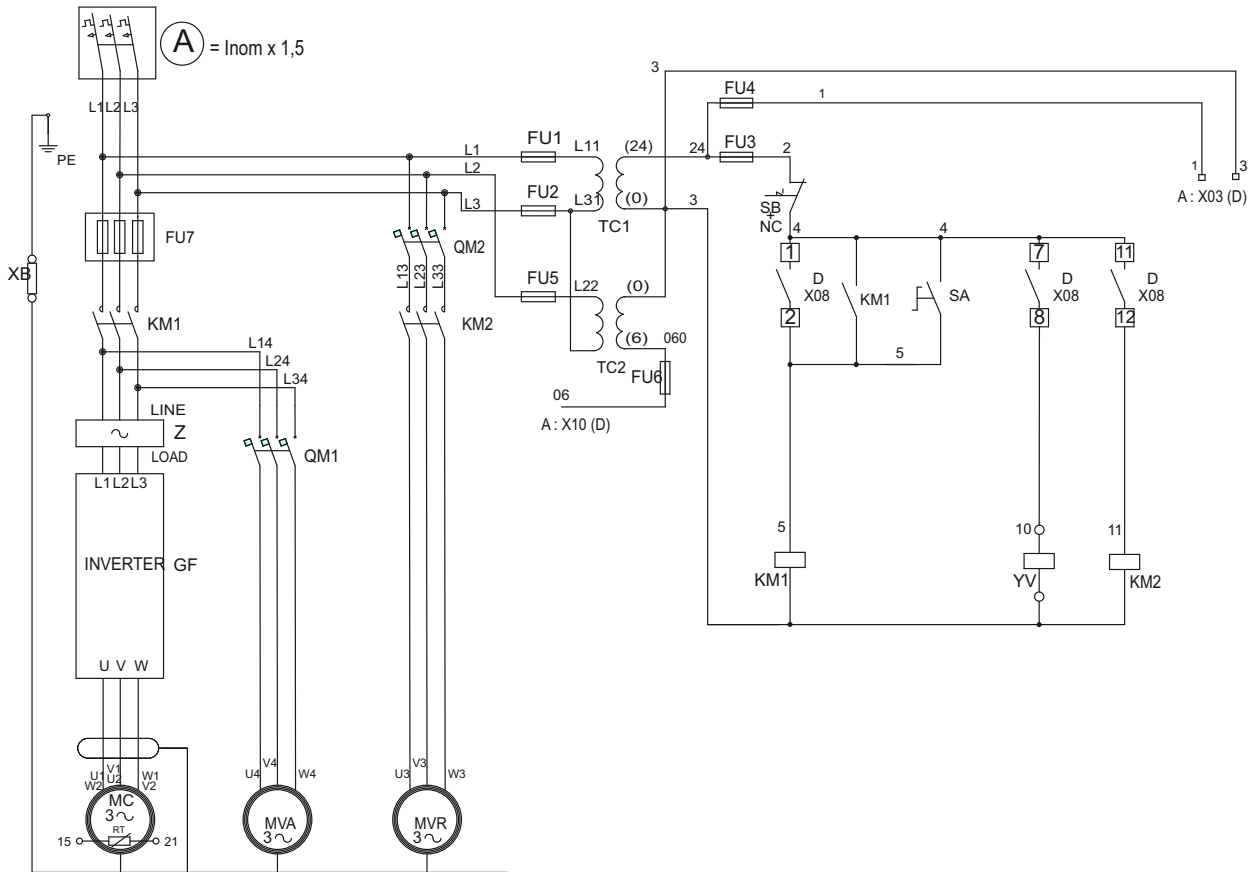 A = Inom x 1,5
L1 L2 L3
PE
L1
L2
L3
FU1
L11
(24)
24
FU4
1
3
FU3
2
1
3
A : X03 (D)
FU2
L31
(0)
3
TC1
SB
+
NC
4
4
FU7
QM2
L13
L23
L33
XB
KM1
KM2
FU5
L22
(0)
(6)
060
TC2
FU6
06
A : X10 (D)
1
D
X08
2
KM1
SA
7
D
X08
8
11
D
X08
12
5
L14
L24
L34
LINE
Z
LOAD
QM1
L1 L2 L3
INVERTER GF
U V W
5
KM1
10
YV
11
KM2
U1
W2
V1
U2
W1
V2
MC
3
RT
15
21
U4
V4
W4
MVA
3
U3
V3
W3
MVR
3